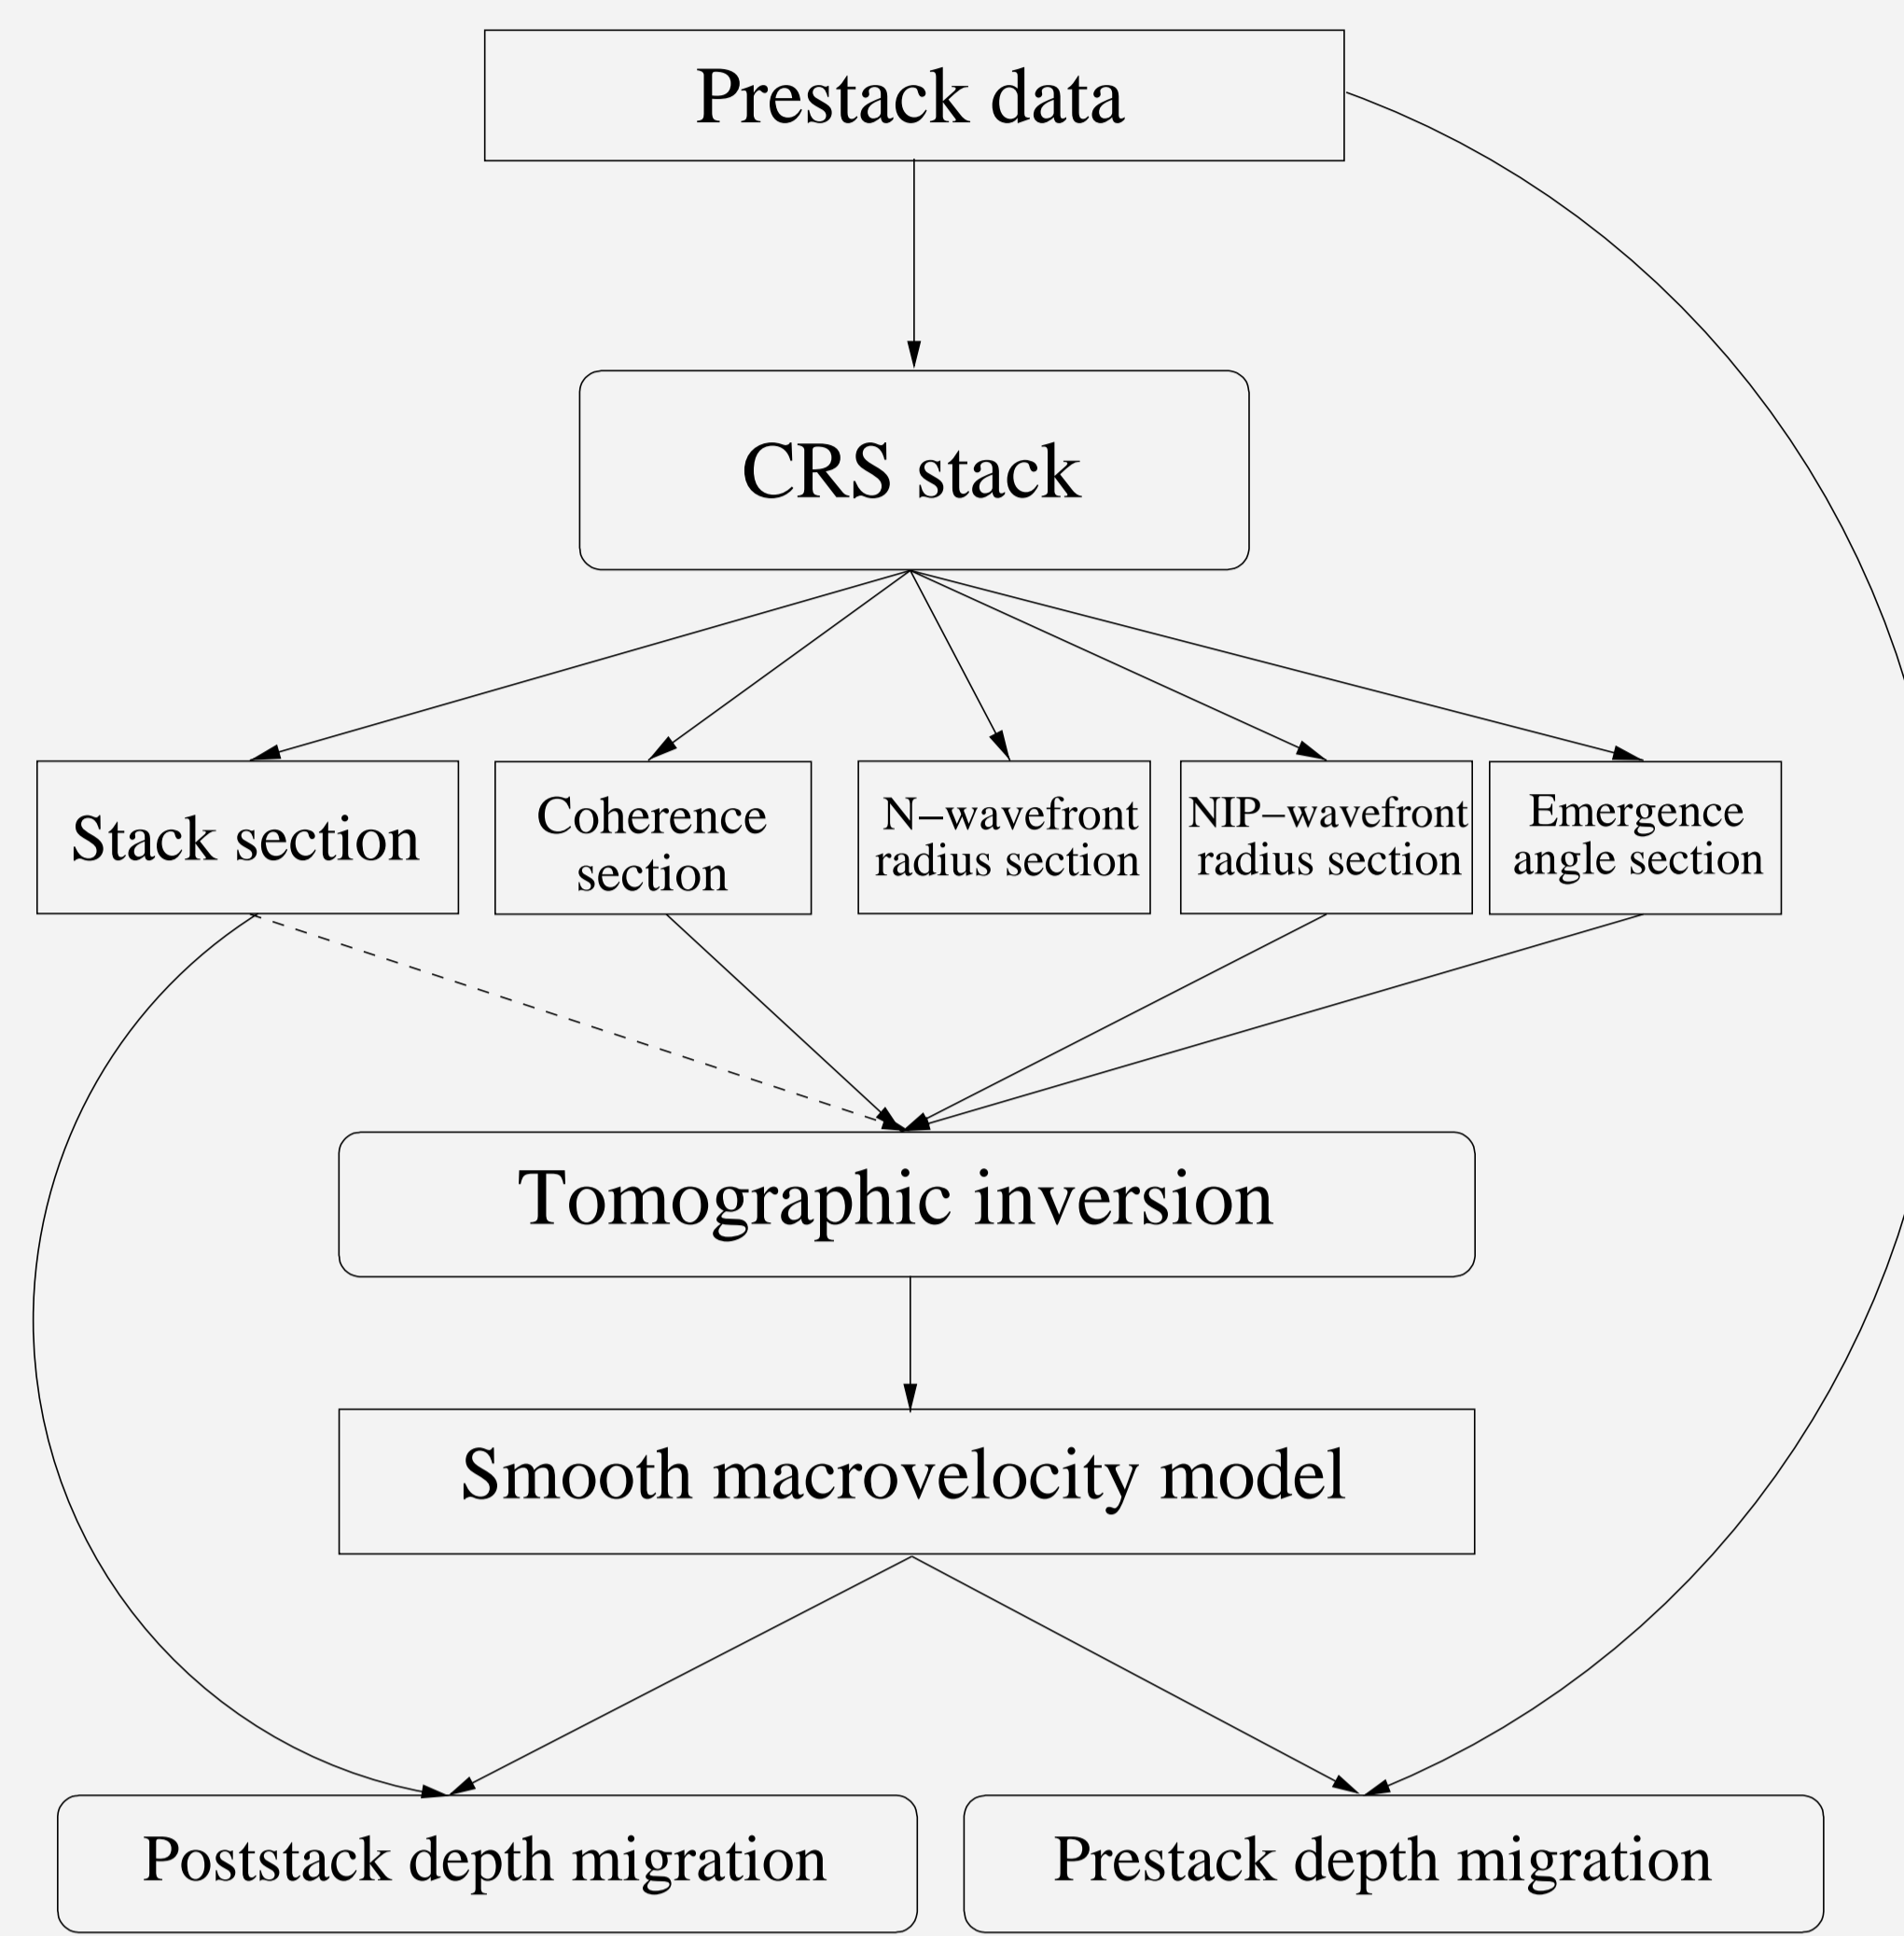 Prestack data
CRS stack
Stack section
Coherence
section
N–wavefront
radius section
NIP–wavefront
radius section
Emergence
angle section
Tomographic inversion
Smooth macrovelocity model
Poststack depth migration
Prestack depth migration